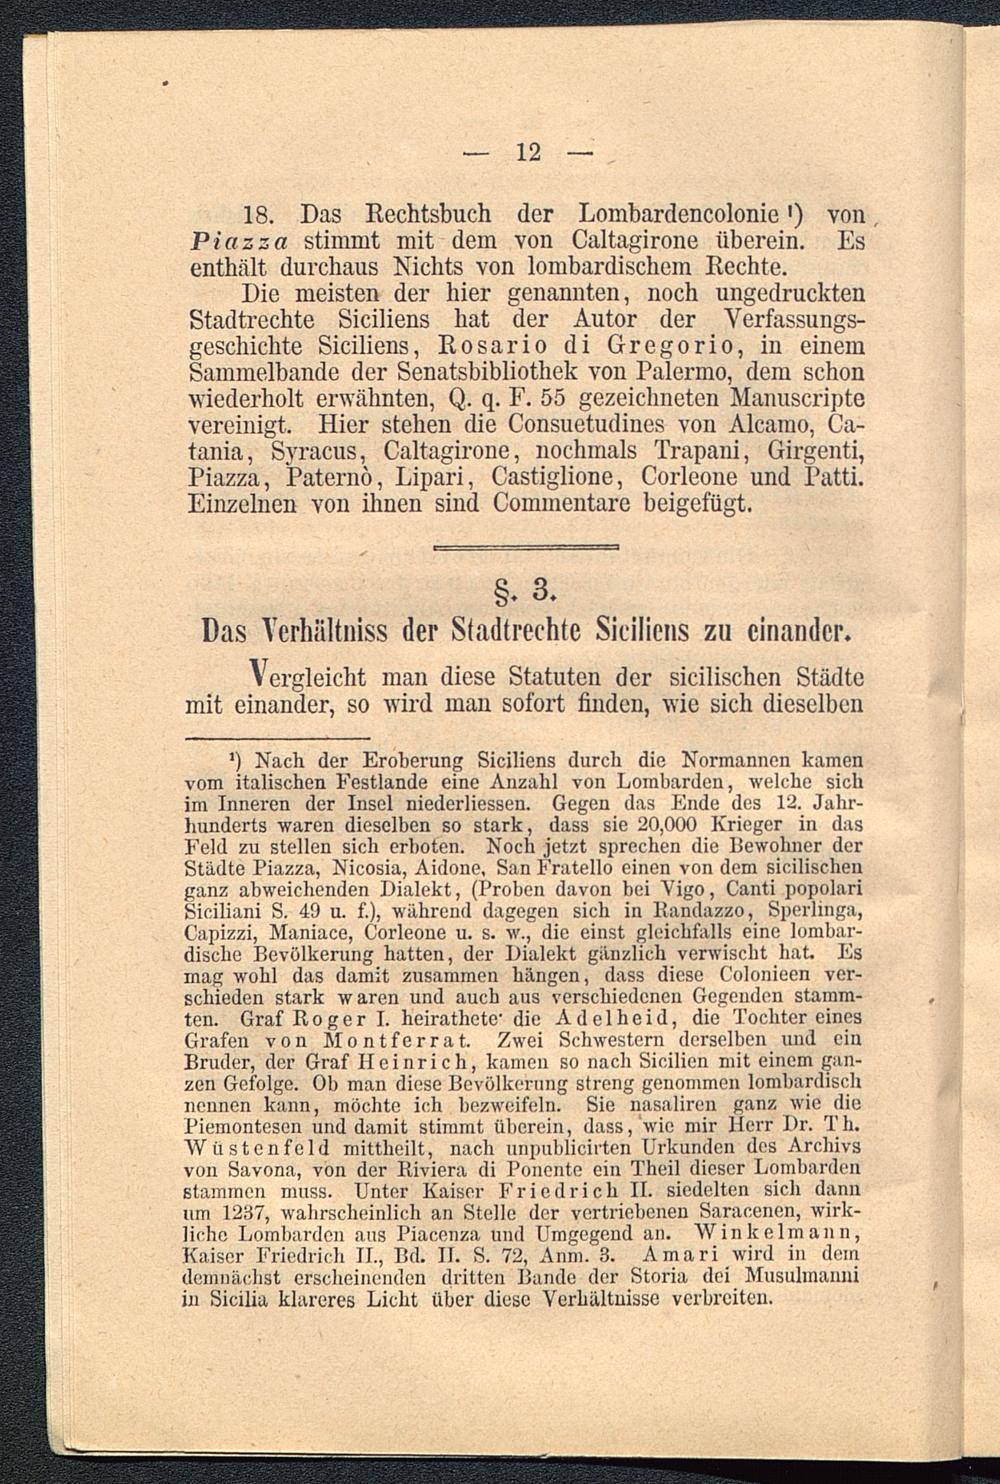 — 12 —
18. Das Rechtsbuch der Lombardencolonie ¹) von
Piazza stimmt mit dem von Caltagirone überein. Es
enthält durchaus Nichts von lombardischem Rechte.
Die meisten der hier genannten, noch ungedruckten
Stadtrechte Siciliens hat der Autor der Verfassungs-
geschichte Siciliens, Rosario di Gregorio, in einem
Sammelbande der Senatsbibliothek von Palermo, dem schon
wiederholt erwähnten, Q. q. F. 55 gezeichneten Manuscripte
vereinigt. Hier stehen die Consuetudines von Alcamo, Ca-
tania, Syracus, Caltagirone, nochmals Trapani, Girgenti,
Piazza, Paternò, Lipari, Castiglione, Corleone und Patti.
Einzelnen von ihnen sind Commentare beigefügt.
§. 3.
Das Verhältniss der Stadtrechte Siciliens zu einander.
Vergleicht man diese Statuten der sicilischen Städte
mit einander, so wird man sofort finden, wie sich dieselben
¹) Nach der Eroberung Siciliens durch die Normannen kamen
vom italischen Festlande eine Anzahl von Lombarden, welche sich
im Inneren der Insel niederliessen. Gegen das Ende des 12. Jahr-
hunderts waren dieselben so stark, dass sie 20,000 Krieger in das
Feld zu stellen sich erboten. Noch jetzt sprechen die Bewohner der
Städte Piazza, Nicosia, Aidone, San Fratello einen von dem sicilischen
ganz abweichenden Dialekt, (Proben davon bei Vigo, Canti popolari
Siciliani S. 49 u. f.), während dagegen sich in Randazzo, Sperlinga,
Capizzi, Maniace, Corleone u. s. w., die einst gleichfalls eine lombar-
dische Bevölkerung hatten, der Dialekt gänzlich verwischt hat. Es
mag wohl das damit zusammen hängen, dass diese Colonieen ver-
schieden stark waren und auch aus verschiedenen Gegenden stamm-
ten. Graf Roger I. heirathete die Adelheid, die Tochter eines
Grafen von Montferrat. Zwei Schwestern derselben und ein
Bruder, der Graf Heinrich, kamen so nach Sicilien mit einem gan-
zen Gefolge. Ob man diese Bevölkerung streng genommen lombardisch
nennen kann, möchte ich bezweifeln. Sie nasaliren ganz wie die
Piemontesen und damit stimmt überein, dass, wie mir Herr Dr. Th.
Wüstenfeld mittheilt, nach unpublicirten Urkunden des Archivs
von Savona, von der Riviera di Ponente ein Theil dieser Lombarden
stammen muss. Unter Kaiser Friedrich II. siedelten sich dann
um 1237, wahrscheinlich an Stelle der vertriebenen Saracenen, wirk-
liche Lombarden aus Piacenza und Umgegend an. Winkelmann,
Kaiser Friedrich II., Bd. II. S. 72, Anm. 3. Amari wird in dem
demnächst erscheinenden dritten Bande der Storia dei Musulmanni
in Sicilia klareres Licht über diese Verhältnisse verbreiten.